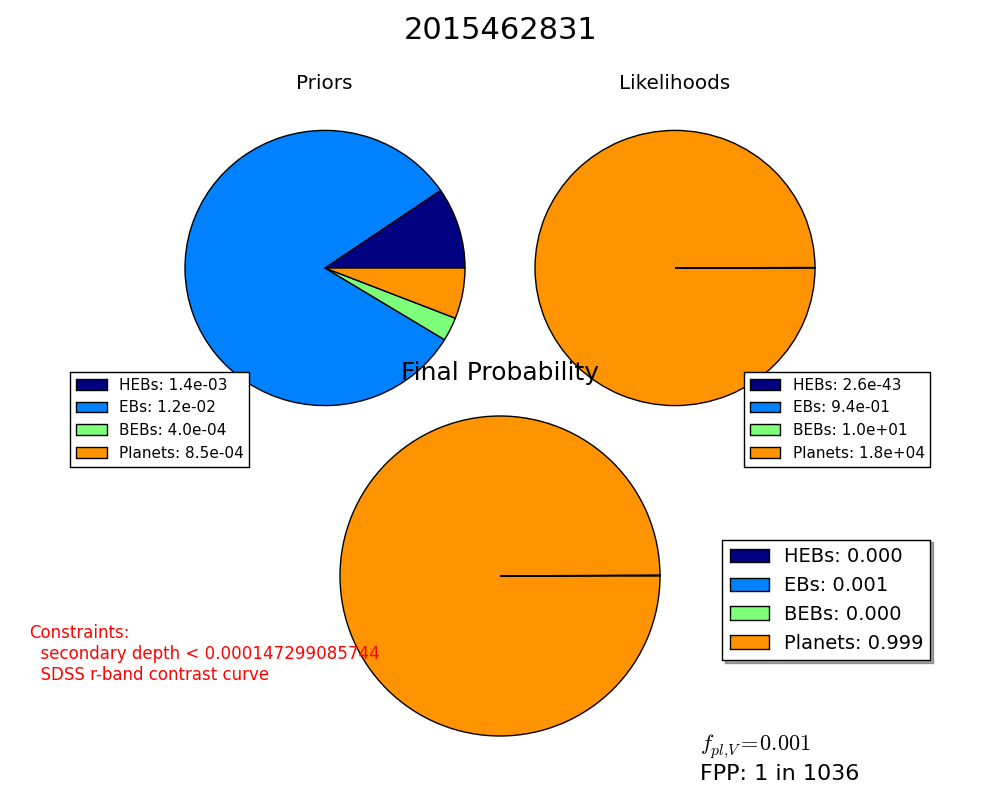 2015462831
Priors
Likelihoods
HEBs: 1.4e-03
EBs: 1.2e-02
BEBs: 4.0e-04
Planets: 8.5e-04
HEBs: 2.6e-43
EBs: 9.4e-01
BEBs: 1.0e+01
Planets: 1.8e+04
Final Probability
HEBs: 0.000
EBs: 0.001
BEBs: 0.000
Planets: 0.999
Constraints:
secondary depth < 0.000147299085744
SDSS r-band contrast curve
f_{pl,V} = 0.001
FPP: 1 in 1036